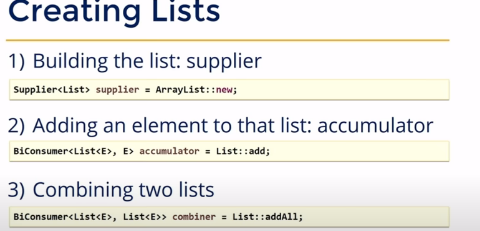 Creating Lists
1) Building the list: supplier
Supplier<List> supplier = ArrayList::new;
2) Adding an element to that list: accumulator
BiConsumer<List<E>, E> accumulator = List::add;
3) Combining two lists
BiConsumer<List<E>, List<E>> combiner = List::addAll;